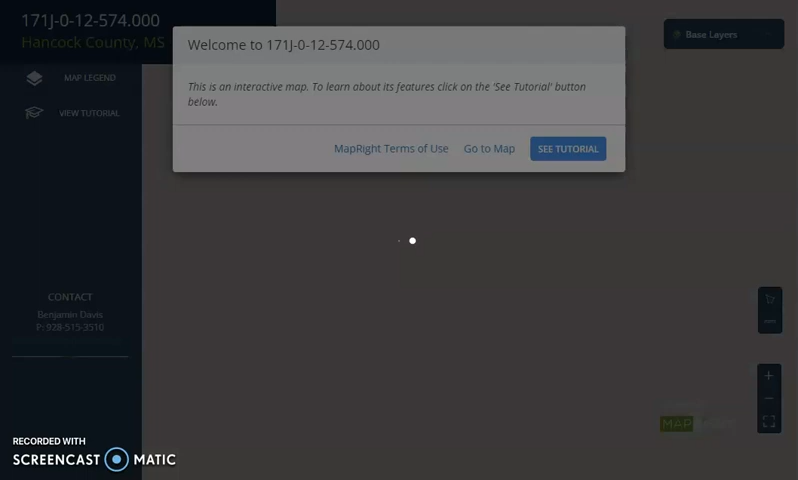 171J-0-12-574.000
Hancock County, MS
Welcome to 171J-0-12-574.000
Base Layers
MAP LEGEND
VIEW TUTORIAL
This is an interactive map. To learn about its features click on the 'See Tutorial' button
below.
MapRight Terms of Use
Go to Map
SEE TUTORIAL
CONTACT
Benjamin Davis
P: 928-515-3510
MAP
RECORDED WITH
SCREENCAST MATIC